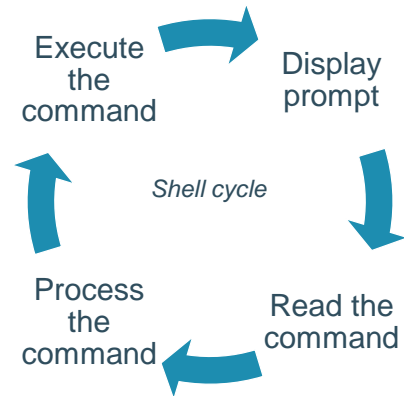 Execute
the
command
Display
prompt
Shell cycle
Process
the
command
Read the
command